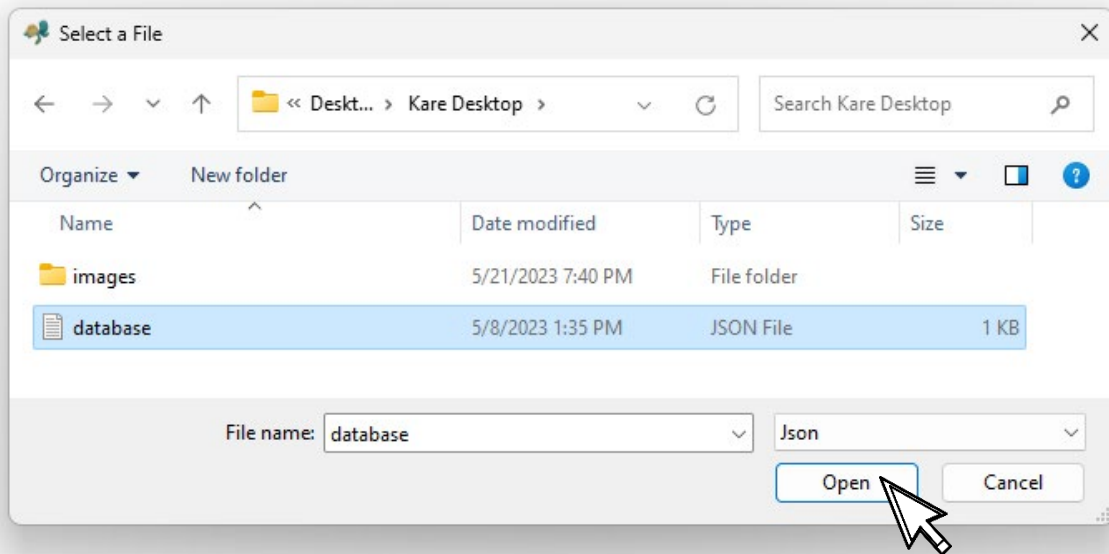 Select a File
« Deskt... › Kare Desktop ›
Search Kare Desktop
Organize
New folder
Name Date modified Type Size
images 5/21/2023 7:40 PM File folder
database 5/8/2023 1:35 PM JSON File 1 KB
File name: database Json
Open Cancel